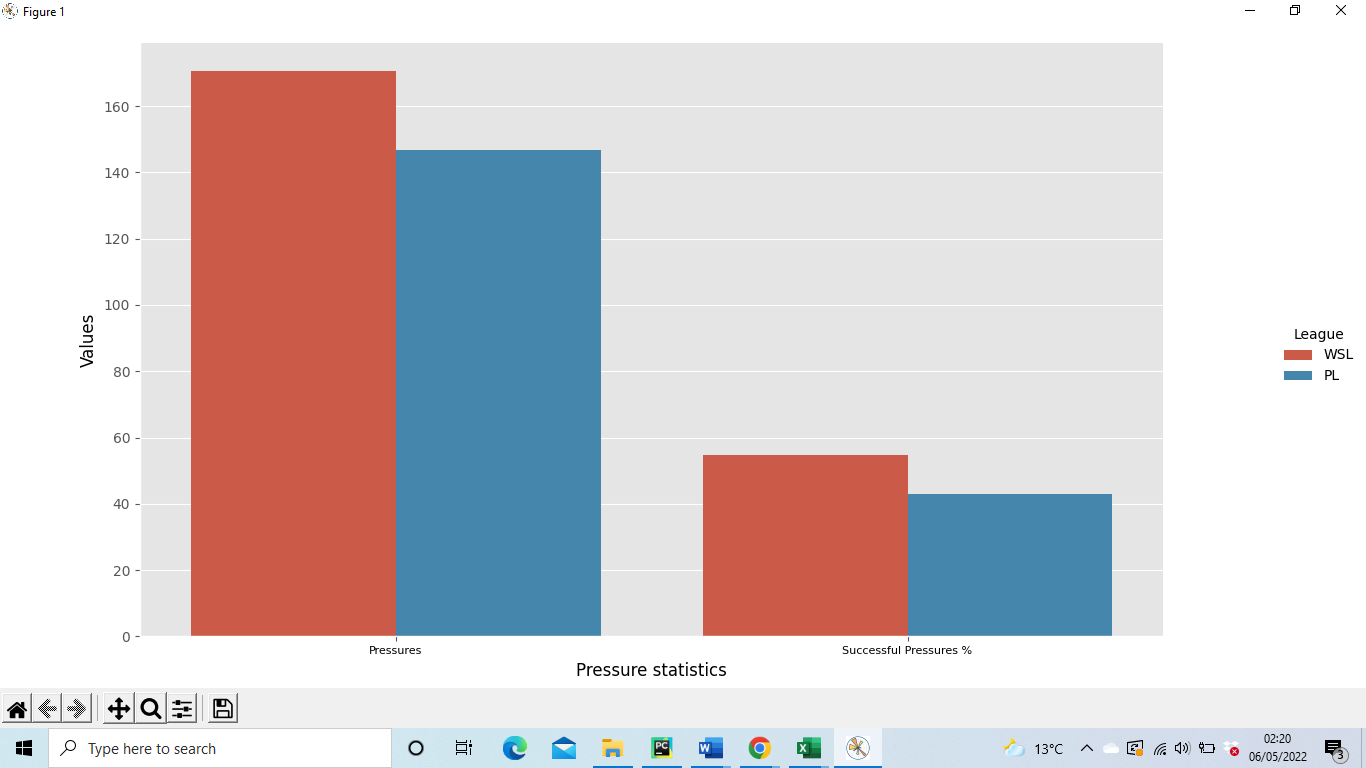 Figure 1
160
140
120
100
80
60
40
20
0
Values
Pressures
Successful Pressures %
Pressure statistics
League
WSL
PL
Type here to search
PC
W
X
13°C
02:20
06/05/2022
3